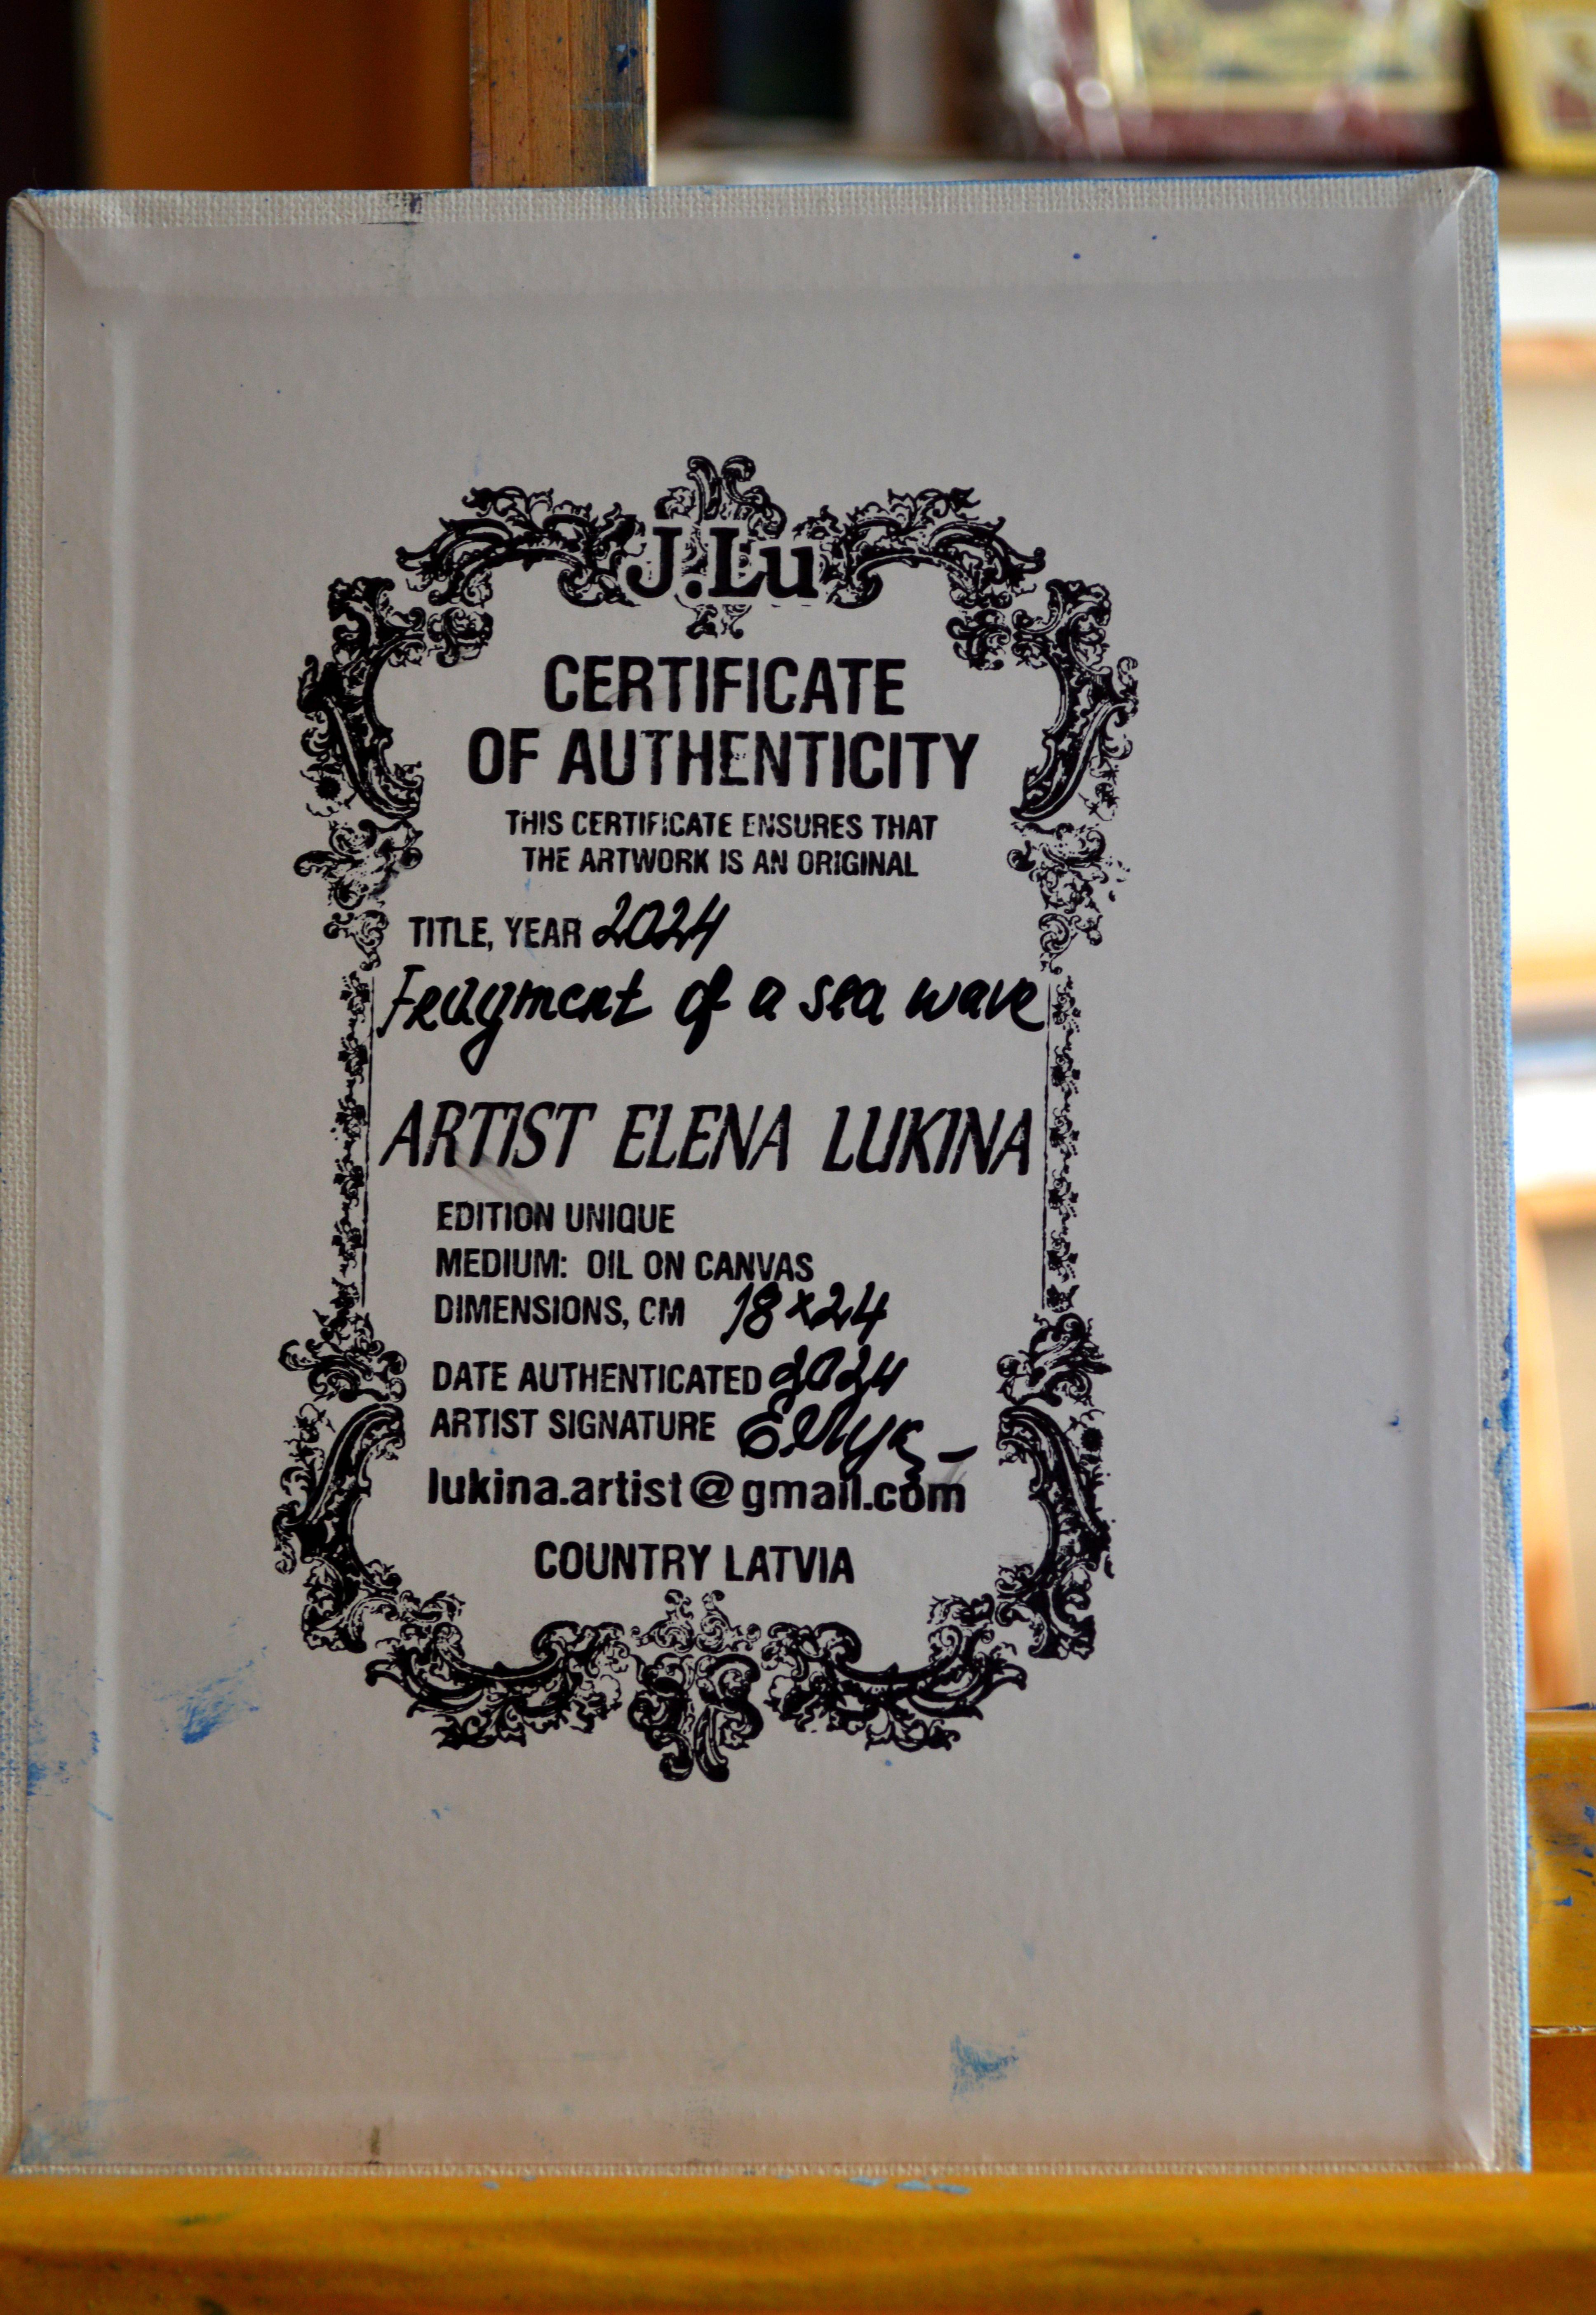 J.Lu
CERTIFICATE
OF AUTHENTICITY
THIS CERTIFICATE ENSURES THAT
THE ARTWORK IS AN ORIGINAL
TITLE, YEAR 2024
Fragment of a sea wave
ARTIST ELENA LUKINA
EDITION UNIQUE
MEDIUM: OIL ON CANVAS
DIMENSIONS, CM 18x24
DATE AUTHENTICATED 2024
ARTIST SIGNATURE
lukina.artist@gmail.com
COUNTRY LATVIA